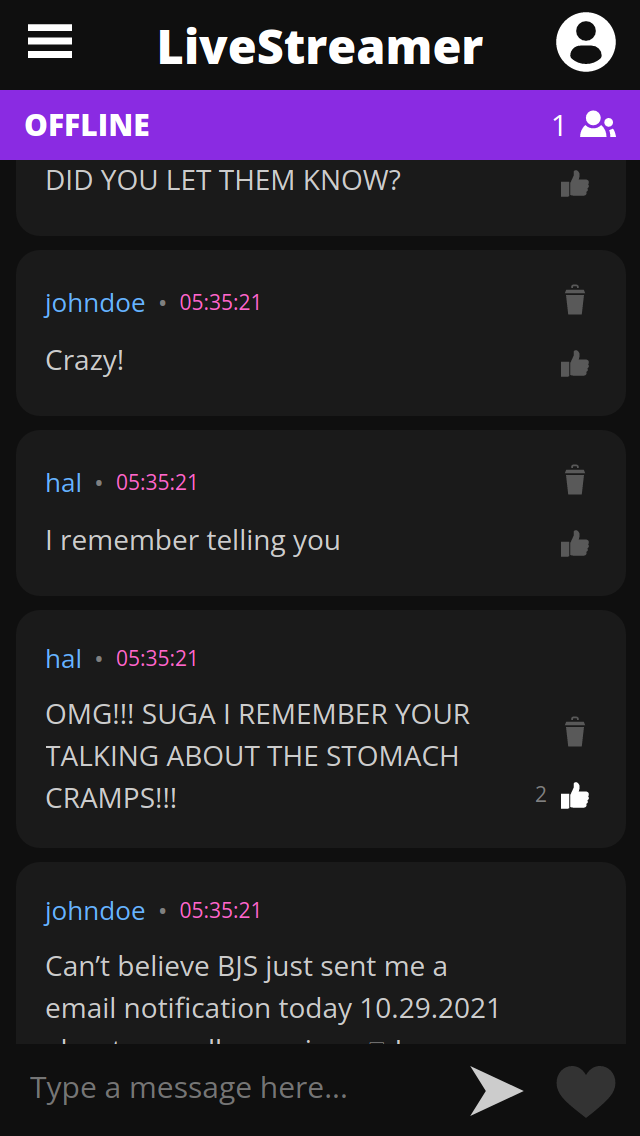 LiveStreamer
OFFLINE
1
DID YOU LET THEM KNOW?
johndoe • 05:35:21
Crazy!
hal • 05:35:21
I remember telling you
hal • 05:35:21
OMG!!! SUGA I REMEMBER YOUR
TALKING ABOUT THE STOMACH
CRAMPS!!!
2
johndoe • 05:35:21
Can’t believe BJS just sent me a
email notification today 10.29.2021
Type a message here...